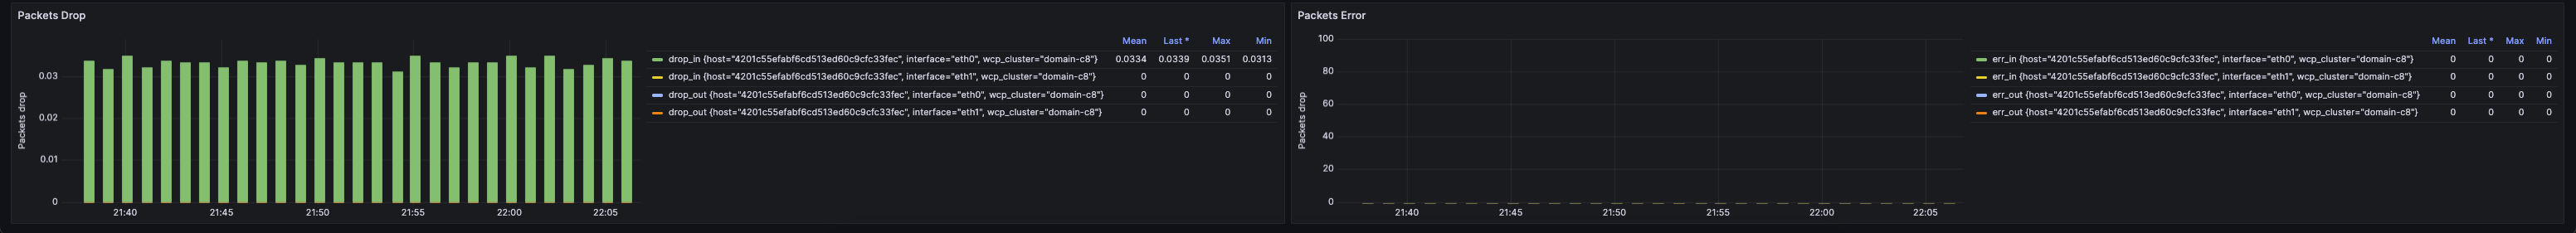 Packets Drop
Packets drop
0.03
0.02
0.01
0
21:40 21:45 21:50 21:55 22:00 22:05
Mean Last * Max Min
drop_in {host="4201c55efabf6cd513ed60c9cfc33fec", interface="eth0", wcp_cluster="domain-c8"} 0.0334 0.0339 0.0351 0.0313
drop_in {host="4201c55efabf6cd513ed60c9cfc33fec", interface="eth1", wcp_cluster="domain-c8"} 0 0 0 0
drop_out {host="4201c55efabf6cd513ed60c9cfc33fec", interface="eth0", wcp_cluster="domain-c8"} 0 0 0 0
drop_out {host="4201c55efabf6cd513ed60c9cfc33fec", interface="eth1", wcp_cluster="domain-c8"} 0 0 0 0
Packets Error
Packets drop
100
80
60
40
20
0
21:40 21:45 21:50 21:55 22:00 22:05
Mean Last * Max Min
err_in {host="4201c55efabf6cd513ed60c9cfc33fec", interface="eth0", wcp_cluster="domain-c8"} 0 0 0 0
err_in {host="4201c55efabf6cd513ed60c9cfc33fec", interface="eth1", wcp_cluster="domain-c8"} 0 0 0 0
err_out {host="4201c55efabf6cd513ed60c9cfc33fec", interface="eth0", wcp_cluster="domain-c8"} 0 0 0 0
err_out {host="4201c55efabf6cd513ed60c9cfc33fec", interface="eth1", wcp_cluster="domain-c8"} 0 0 0 0